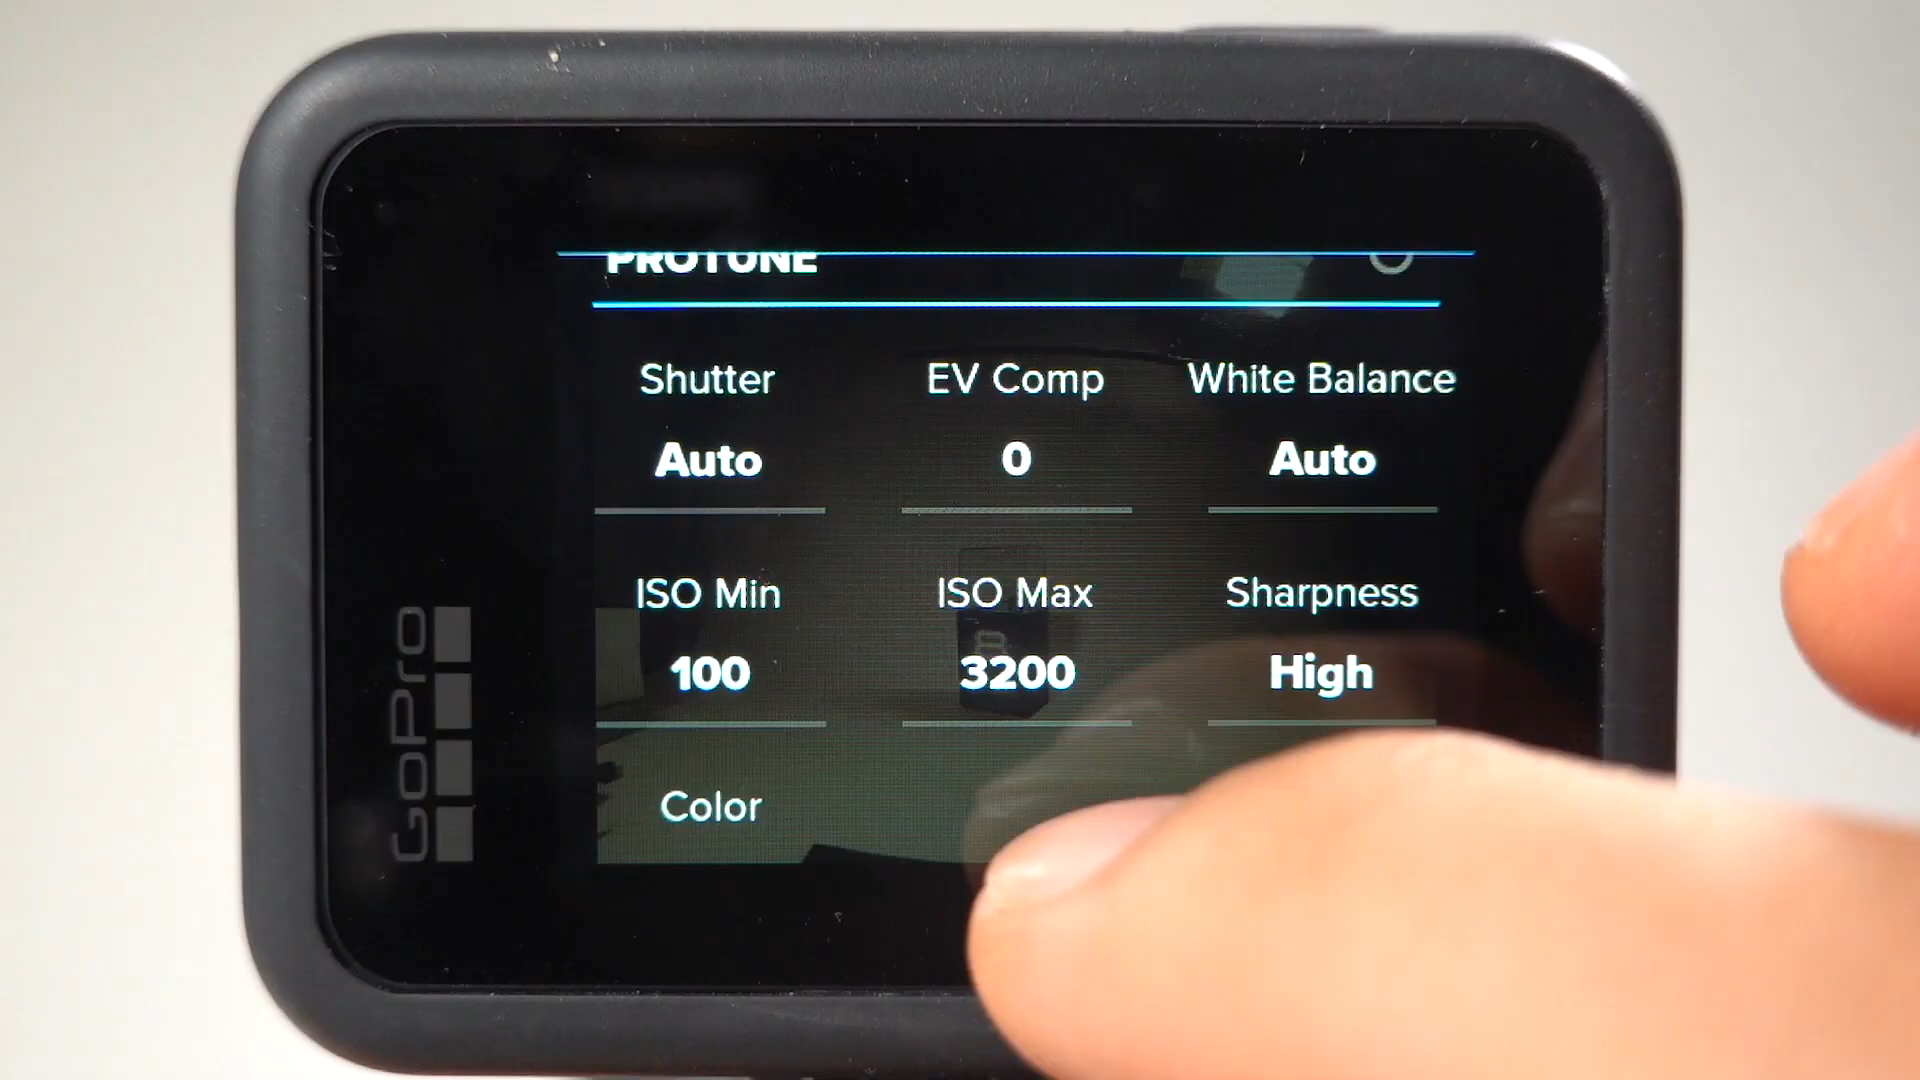 PROTUNE
Shutter EV Comp White Balance
Auto 0 Auto
ISO Min ISO Max Sharpness
100 3200 High
Color
GoPro